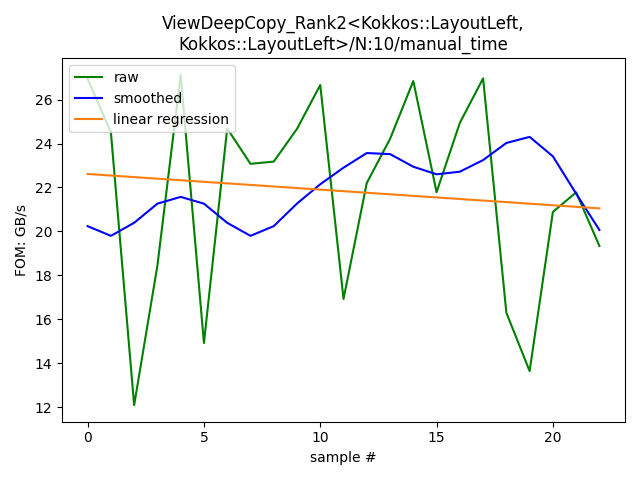 ViewDeepCopy_Rank2<Kokkos::LayoutLeft,
Kokkos::LayoutLeft>/N:10/manual_time
raw
smoothed
linear regression
FOM: GB/s
26
24
22
20
18
16
14
12
0
5
10
15
20
sample #